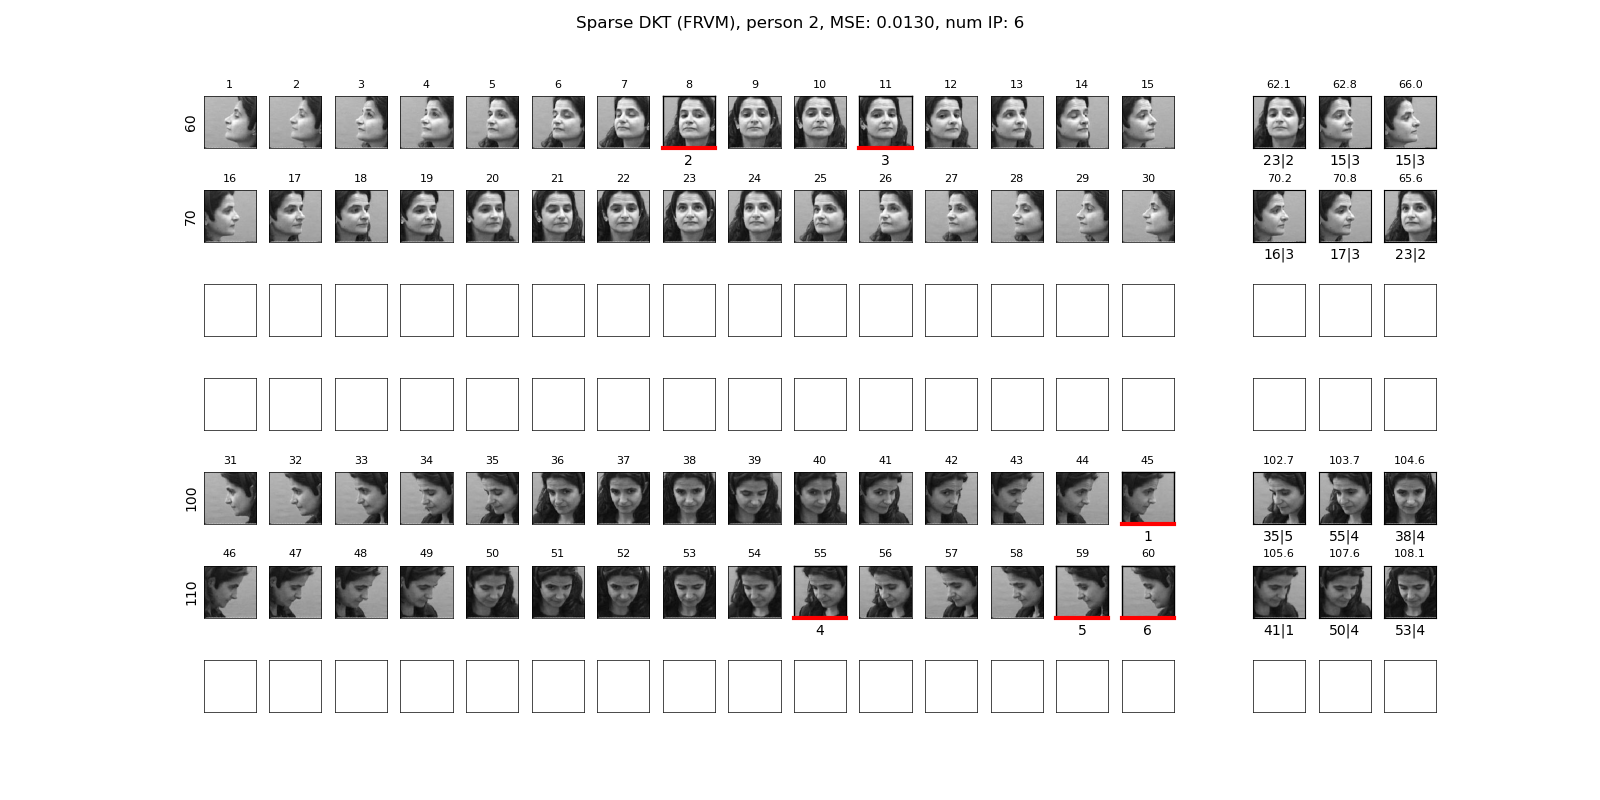 Sparse DKT (FRVM), person 2, MSE: 0.0130, num IP: 6
1 2 3 4 5 6 7 8 9 10 11 12 13 14 15 62.1 62.8 66.0
60
2 3 23|2 15|3 15|3
16 17 18 19 20 21 22 23 24 25 26 27 28 29 30 70.2 70.8 65.6
70
16|3 17|3 23|2
31 32 33 34 35 36 37 38 39 40 41 42 43 44 45 102.7 103.7 104.6
100
1 35|5 55|4 38|4
46 47 48 49 50 51 52 53 54 55 56 57 58 59 60 105.6 107.6 108.1
110
4 5 6 41|1 50|4 53|4